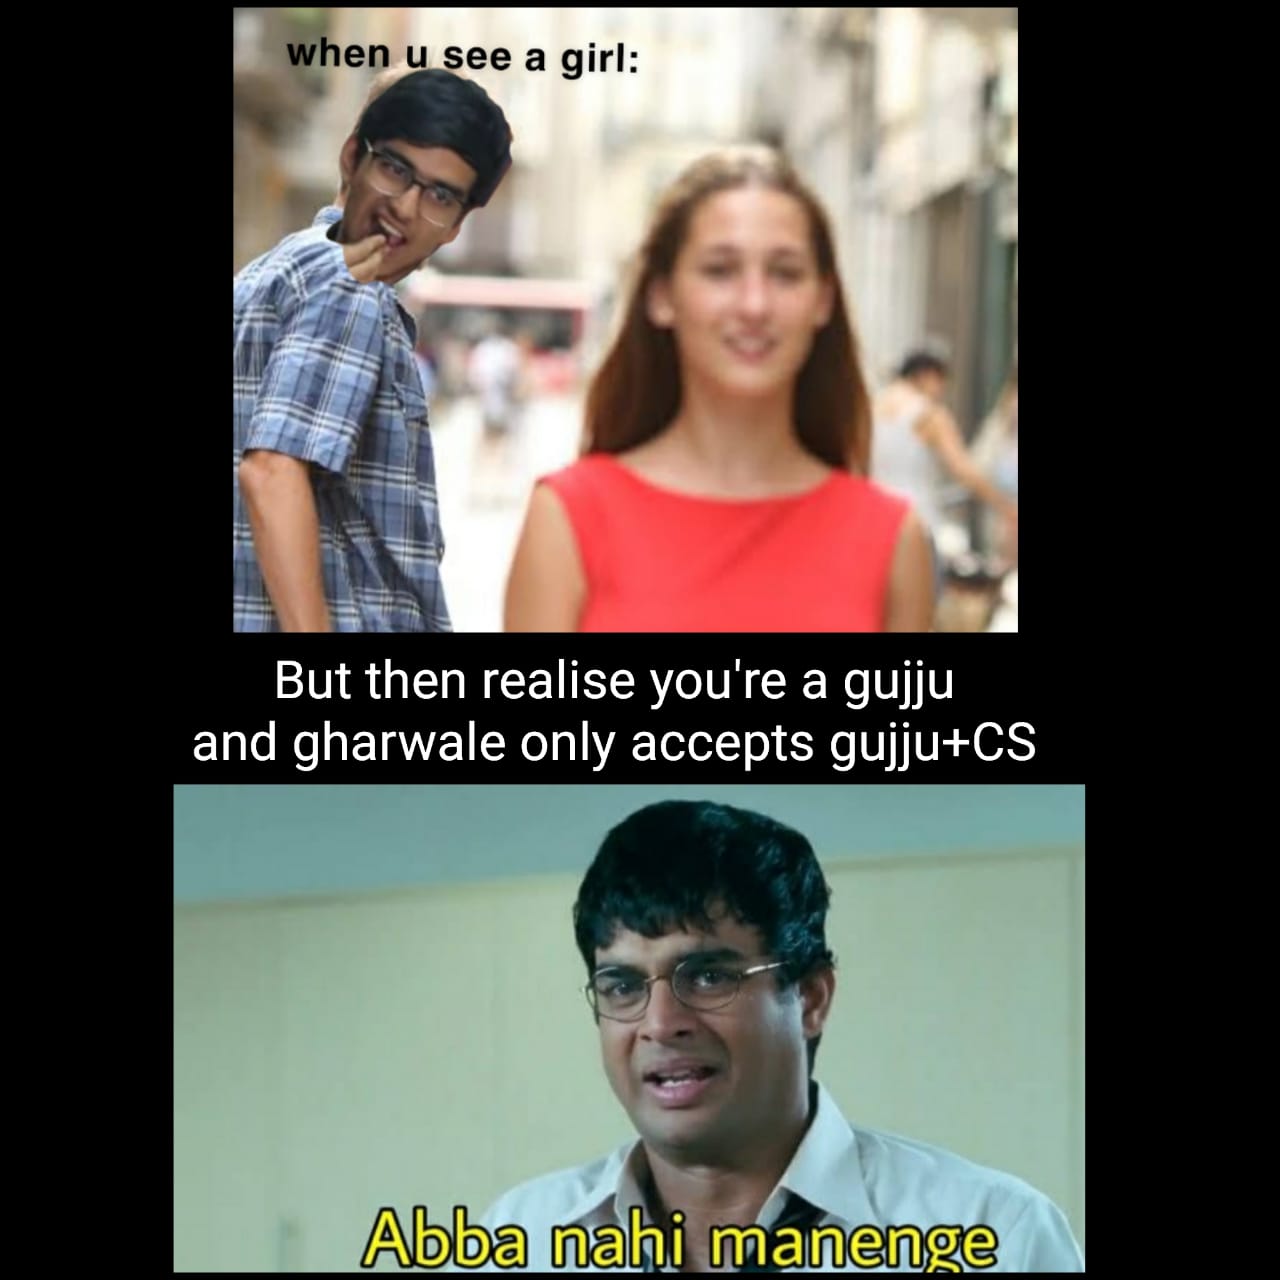 when u see a girl:
But then realise you're a gujju
and gharwale only accepts gujju+CS
Abba nahi manenge